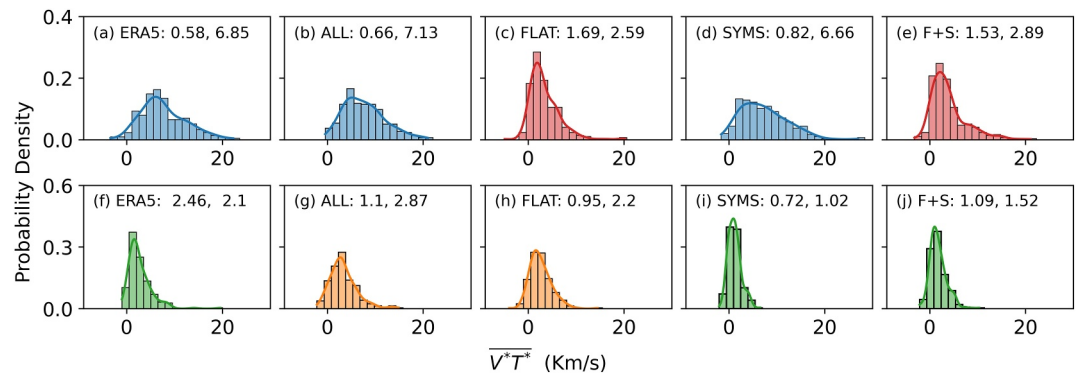 (a) ERA5: 0.58, 6.85
(b) ALL: 0.66, 7.13
(c) FLAT: 1.69, 2.59
(d) SYMS: 0.82, 6.66
(e) F+S: 1.53, 2.89
0.4
0.2
0.0
0 20
0 20
0 20
0 20
0 20
Probability Density
(f) ERA5: 2.46, 2.1
(g) ALL: 1.1, 2.87
(h) FLAT: 0.95, 2.2
(i) SYMS: 0.72, 1.02
(j) F+S: 1.09, 1.52
0.6
0.3
0.0
0 20
0 20
0 20
0 20
0 20
Probability Density
V*T* (Km/s)